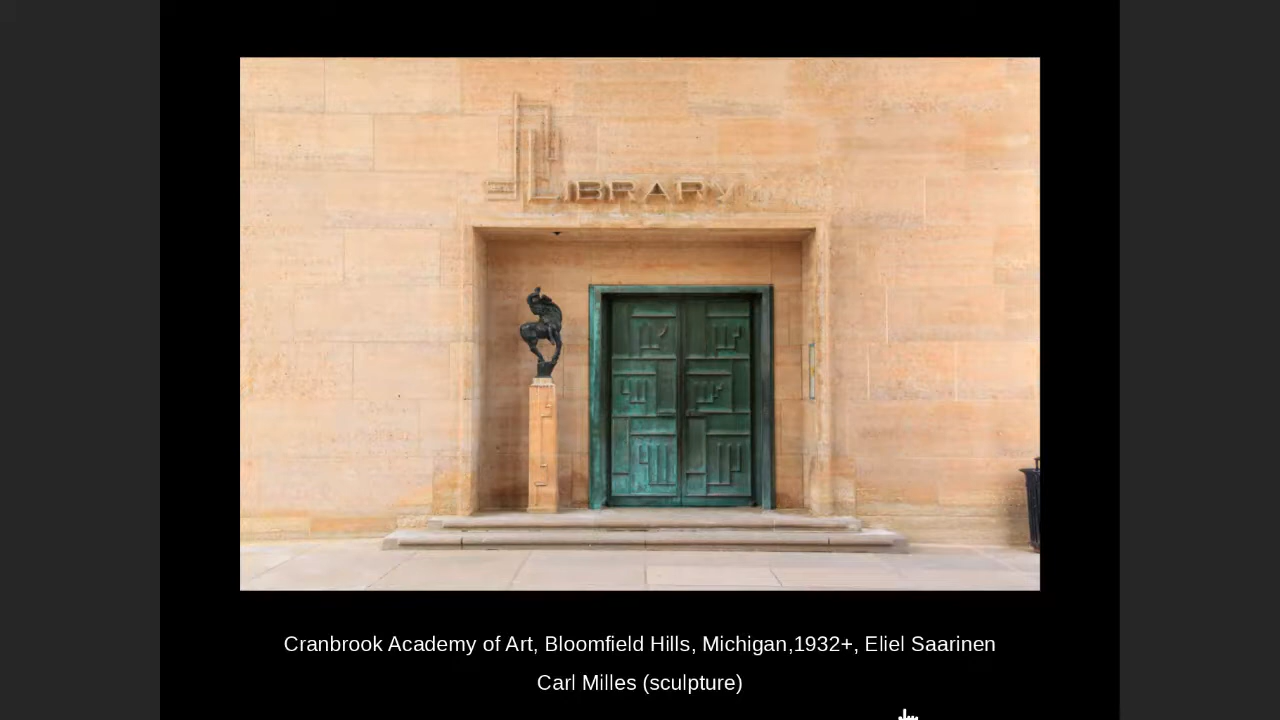 LIBRARY
Cranbrook Academy of Art, Bloomfield Hills, Michigan,1932+, Eliel Saarinen
Carl Milles (sculpture)